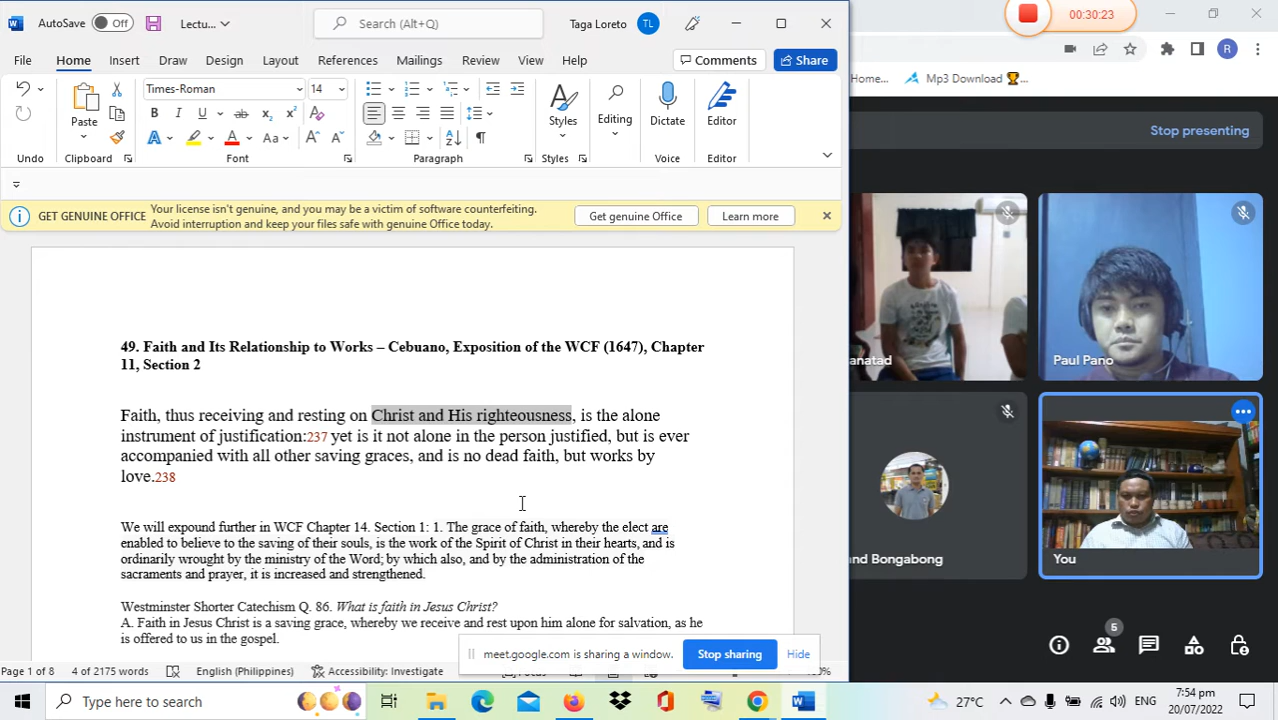 AutoSave Off Lectu... Search (Alt+Q) Taga Loreto TL
00:30:23
File Home Insert Draw Design Layout References Mailings Review View Help Comments Share
R
Home... Mp3 Download 🏆...
Times-Roman 14
Paste Styles Editing Dictate Editor
Stop presenting
Undo Clipboard Font Paragraph Styles Voice Editor
GET GENUINE OFFICE Your license isn't genuine, and you may be a victim of software counterfeiting.
Avoid interruption and keep your files safe with genuine Office today.
Get genuine Office Learn more
49. Faith and Its Relationship to Works – Cebuano, Exposition of the WCF (1647), Chapter
11, Section 2
anatad Paul Pano
Faith, thus receiving and resting on Christ and His righteousness, is the alone
instrument of justification:237 yet is it not alone in the person justified, but is ever
accompanied with all other saving graces, and is no dead faith, but works by
love.238
We will expound further in WCF Chapter 14. Section 1: 1. The grace of faith, whereby the elect are
enabled to believe to the saving of their souls, is the work of the Spirit of Christ in their hearts, and is
ordinarily wrought by the ministry of the Word; by which also, and by the administration of the
sacraments and prayer, it is increased and strengthened.
nd Bongabong You
Westminster Shorter Catechism Q. 86. What is faith in Jesus Christ?
A. Faith in Jesus Christ is a saving grace, whereby we receive and rest upon him alone for salvation, as he
is offered to us in the gospel.
5
meet.google.com is sharing a window. Stop sharing Hide
Page 1 of 8 4 of 2175 words English (Philippines) Accessibility: Investigate
Type here to search 27°C ENG 7:54 pm
20/07/2022